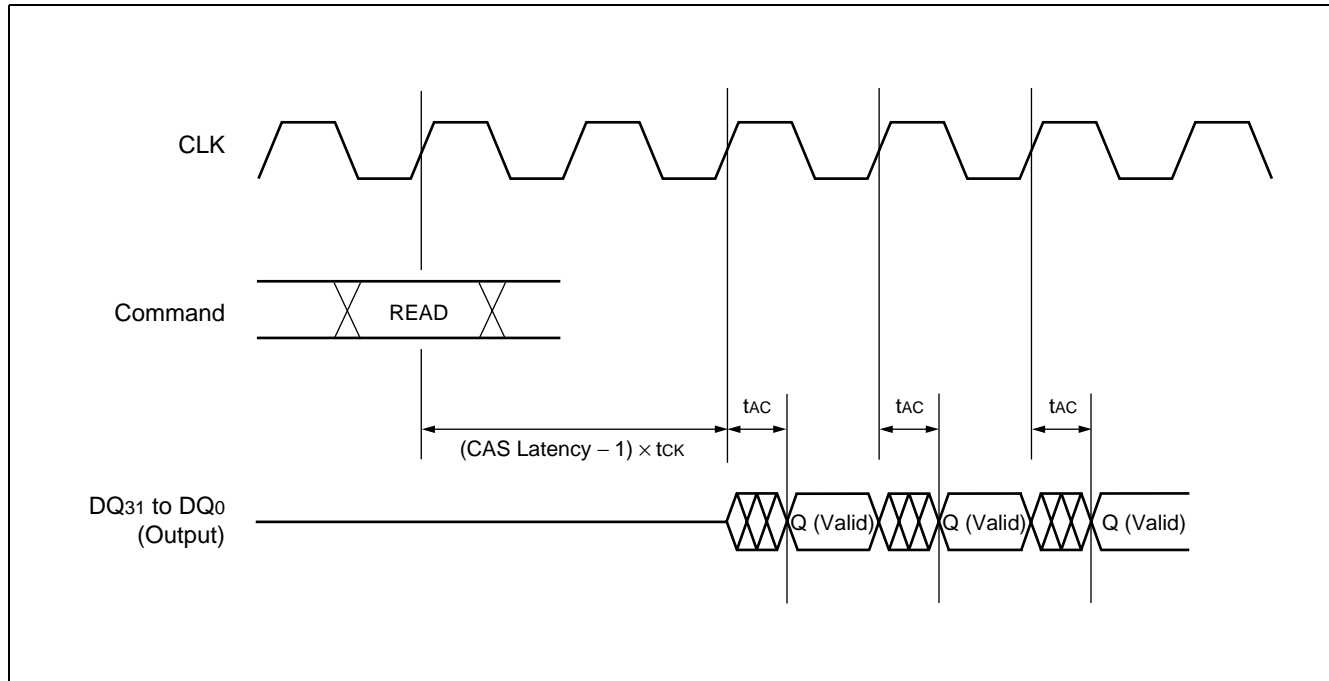 CLK
Command
READ
tAC
tAC
tAC
(CAS Latency – 1) × tCK
DQ31 to DQ0
(Output)
Q (Valid)
Q (Valid)
Q (Valid)